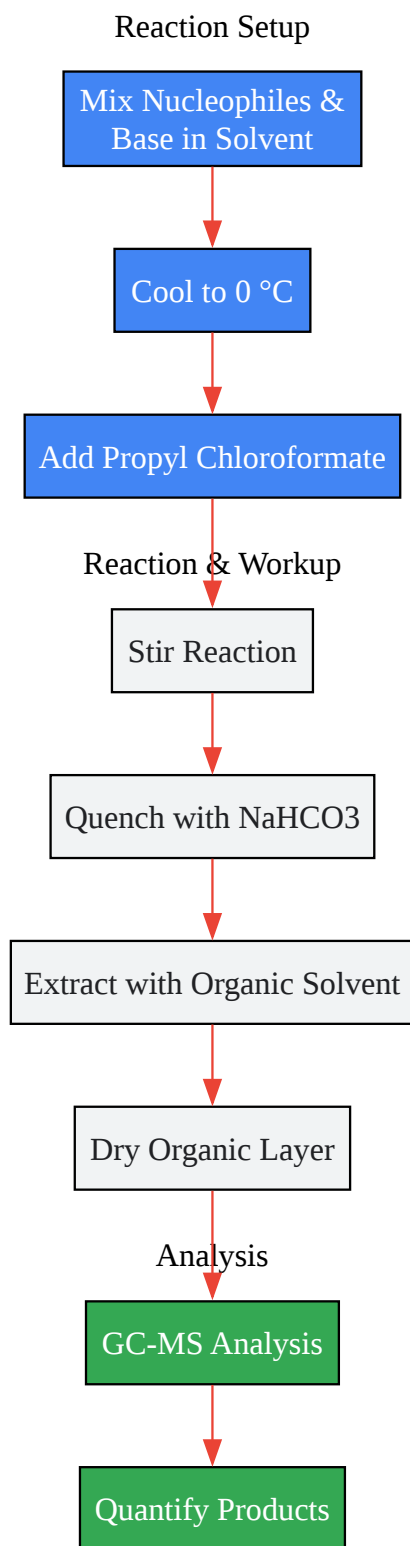 Reaction Setup
Mix Nucleophiles &
Base in Solvent
Cool to 0 °C
Add Propyl Chloroformate
Reaction & Workup
Stir Reaction
Quench with NaHCO3
Extract with Organic Solvent
Dry Organic Layer
Analysis
GC-MS Analysis
Quantify Products